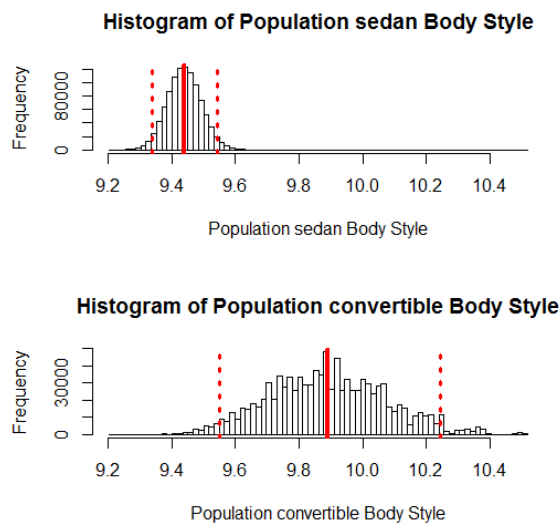 Histogram of Population sedan Body Style
Frequency
0 80000
9.2 9.4 9.6 9.8 10.0 10.2 10.4
Population sedan Body Style
Histogram of Population convertible Body Style
Frequency
0 30000
9.2 9.4 9.6 9.8 10.0 10.2 10.4
Population convertible Body Style